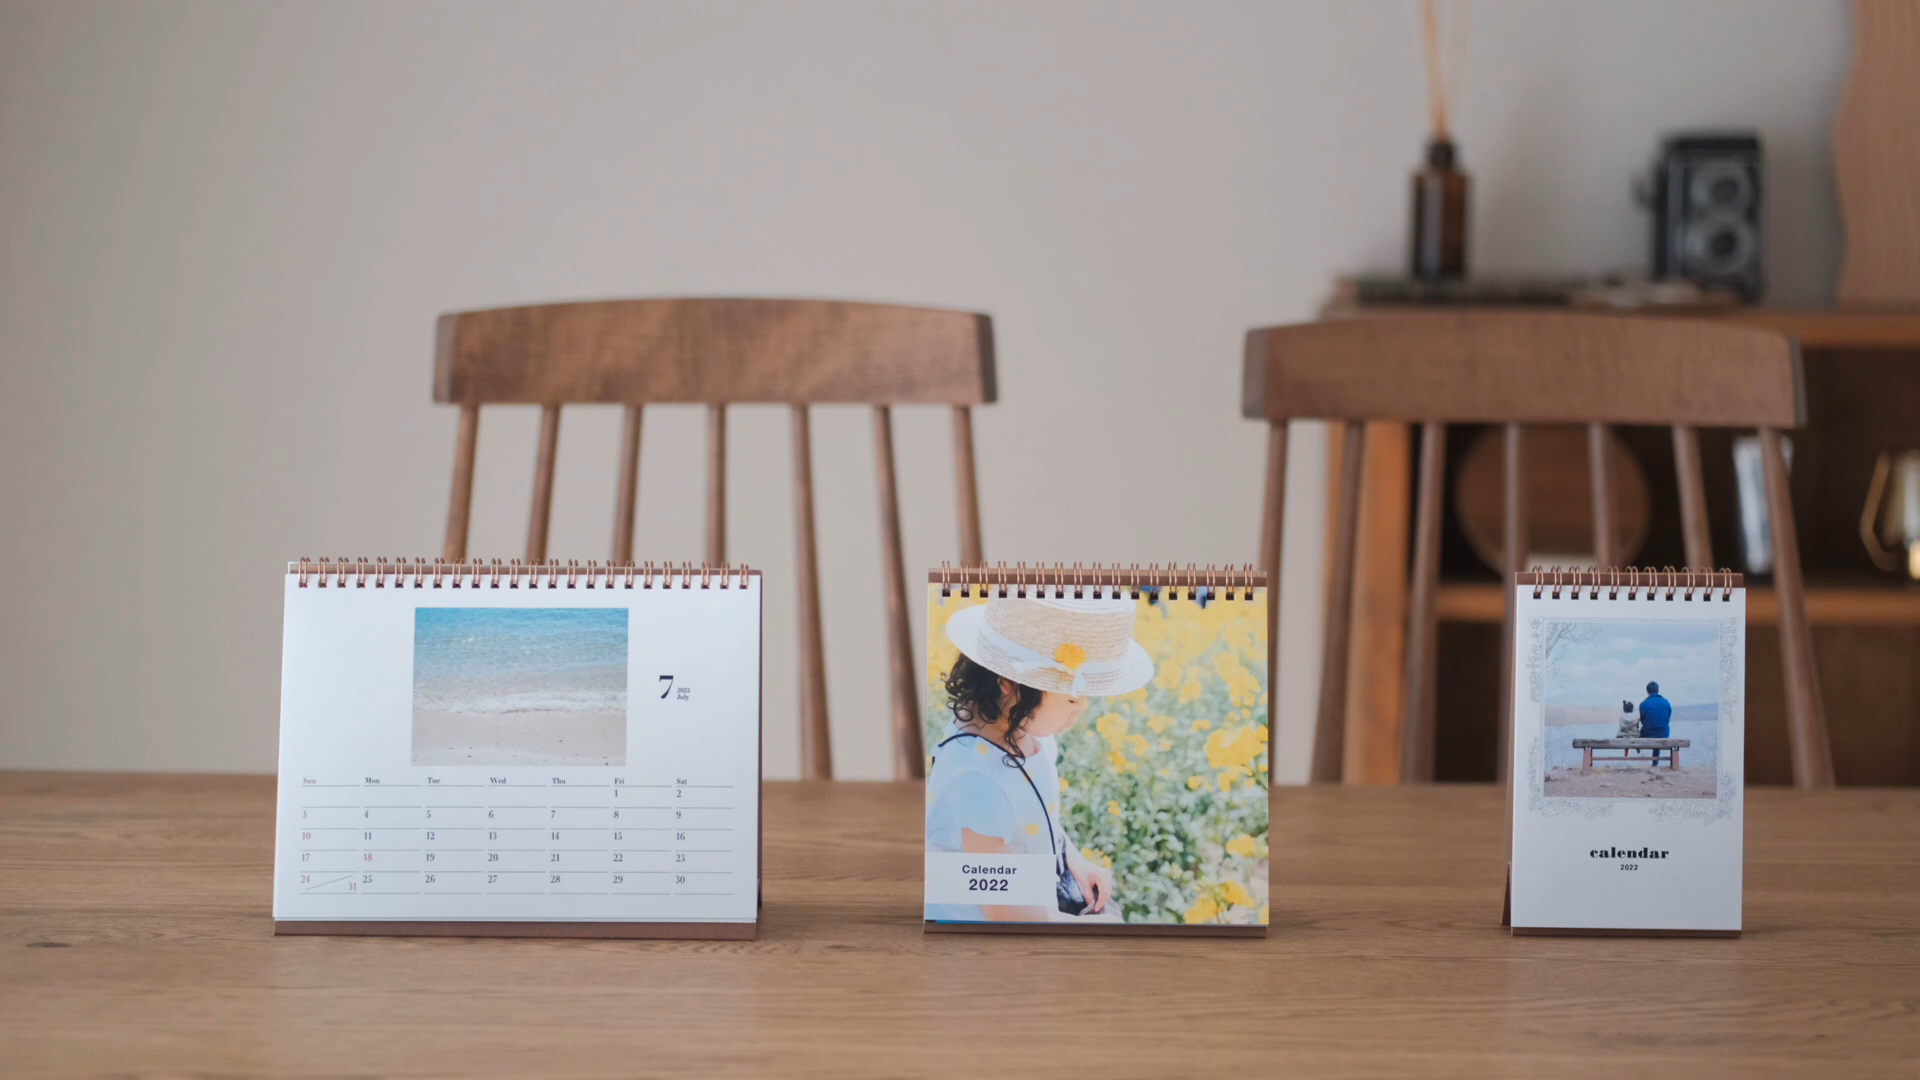 7 2022
July
Sun Mon Tue Wed Thu Fri Sat
1 2
3 4 5 6 7 8 9
10 11 12 13 14 15 16
17 18 19 20 21 22 23
24 31 25 26 27 28 29 30
Calendar
2022
calendar
2022